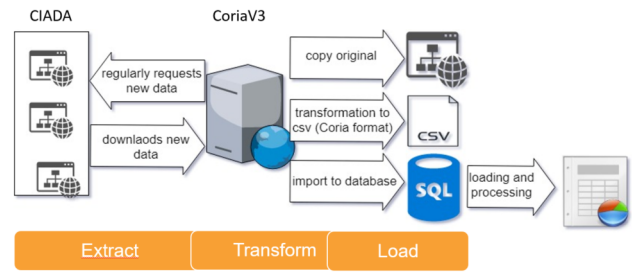 CIADA
CoriaV3
regularly requests
new data
downlaods new
data
copy original
transformation to
csv (Coria format)
CSV
import to database
SQL
loading and
processing
Extract
Transform
Load